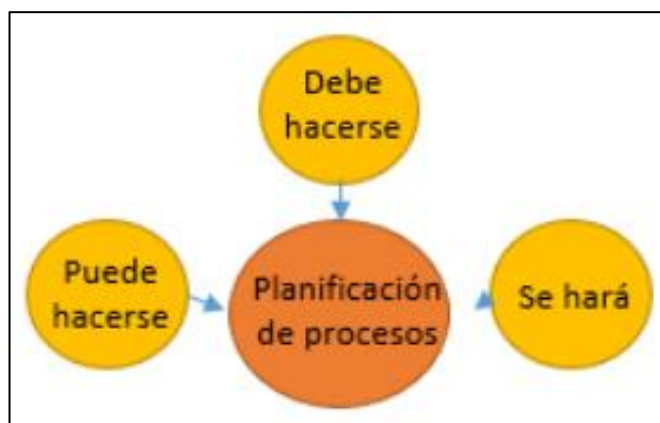 Debe
hacerse
Puede
hacerse
Planificación
de procesos
Se hará